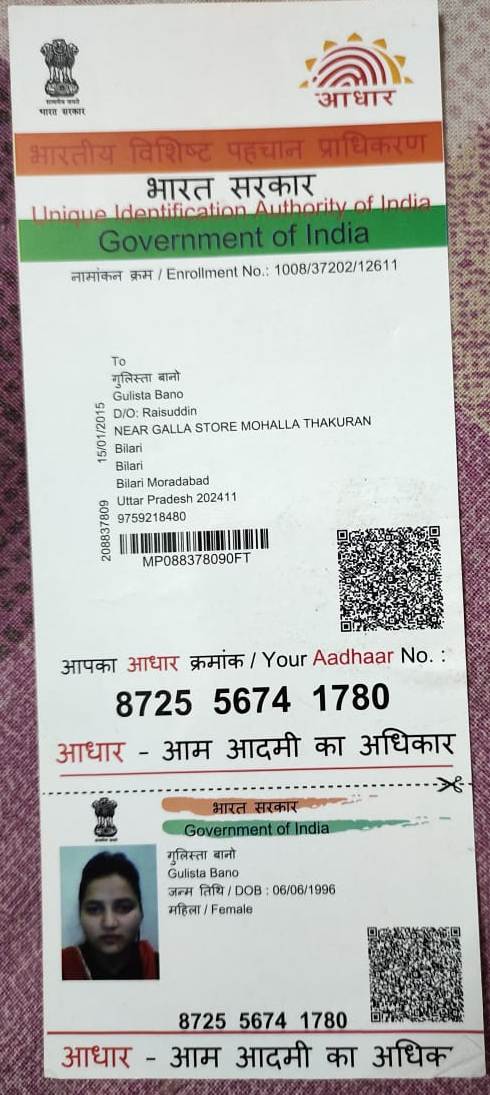 सत्यमेव जयते
भारत सरकार
आधार
भारतीय विशिष्ट पहचान प्राधिकरण
भारत सरकार
Unique Identification Authority of India
Government of India
नामांकन क्रम / Enrollment No.: 1008/37202/12611
To
गुलिस्ता बानो
Gulista Bano
D/O: Raisuddin
NEAR GALLA STORE MOHALLA THAKURAN
Bilari
Bilari
Bilari Moradabad
Uttar Pradesh 202411
9759218480
15/01/2015
208837809
MP088378090FT
आपका आधार क्रमांक / Your Aadhaar No. :
8725 5674 1780
आधार - आम आदमी का अधिकार
भारत सरकार
Government of India
गुलिस्ता बानो
Gulista Bano
जन्म तिथि / DOB : 06/06/1996
महिला / Female
8725 5674 1780
आधार - आम आदमी का अधिक